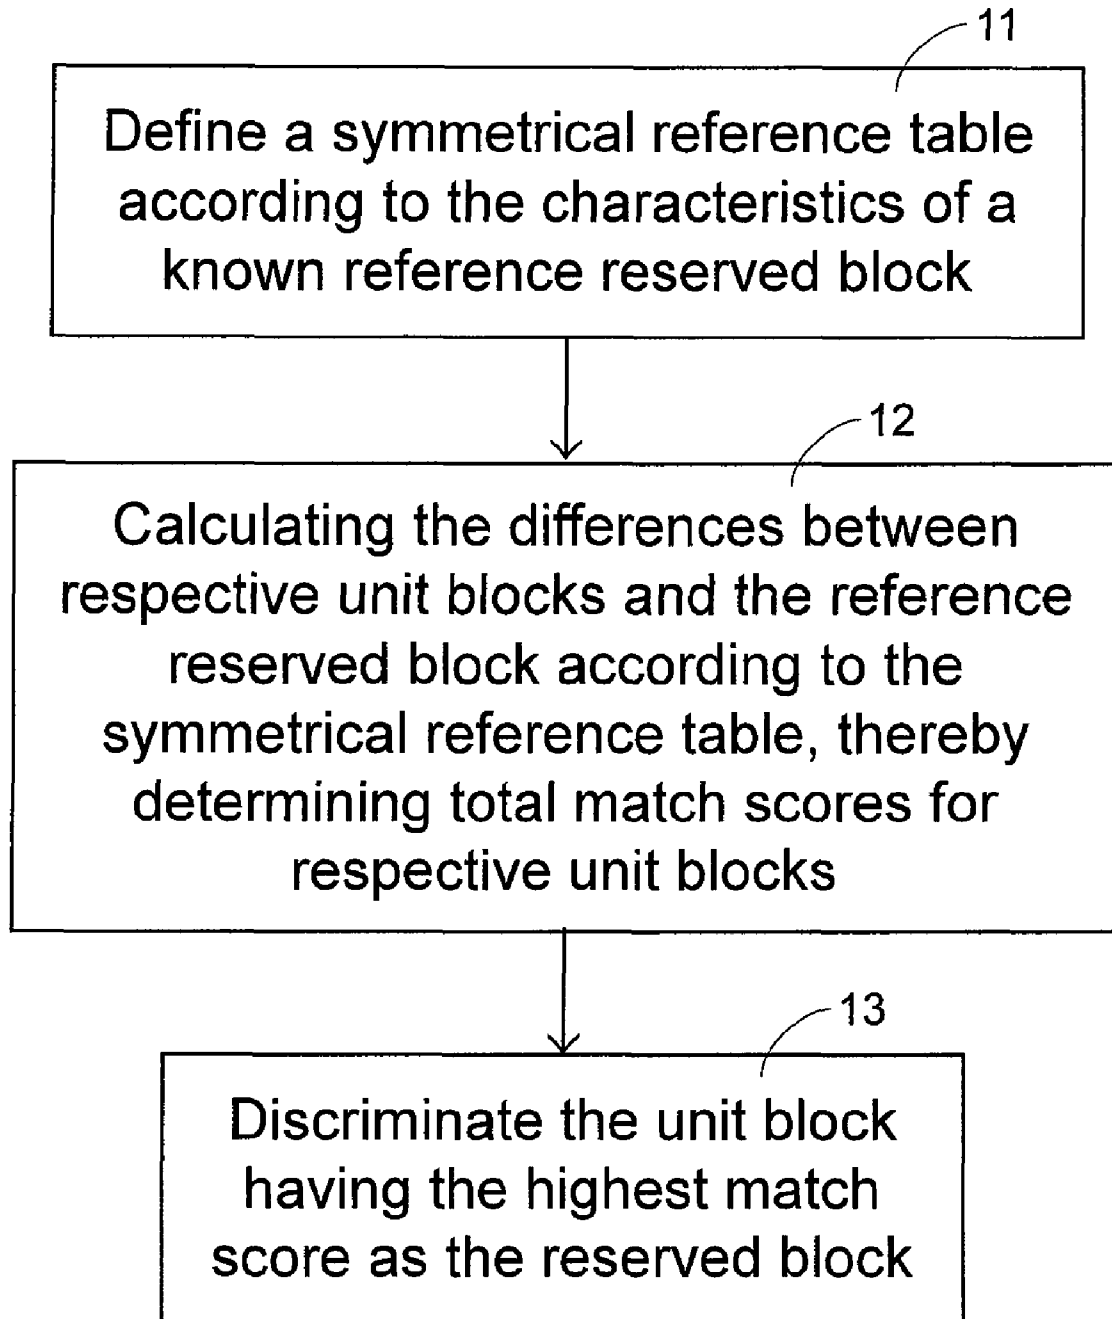 11
Define a symmetrical reference table
according to the characteristics of a
known reference reserved block
12
Calculating the differences between
respective unit blocks and the reference
reserved block according to the
symmetrical reference table, thereby
determining total match scores for
respective unit blocks
13
Discriminate the unit block
having the highest match
score as the reserved block